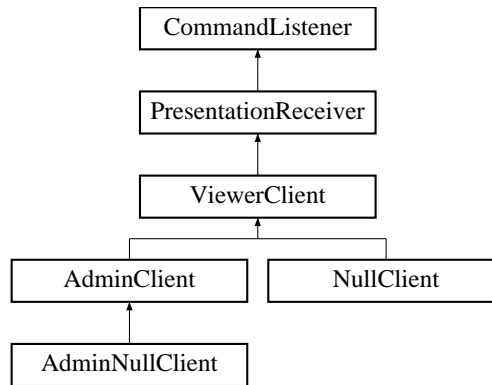 CommandListener
PresentationReceiver
ViewerClient
AdminClient
NullClient
AdminNullClient